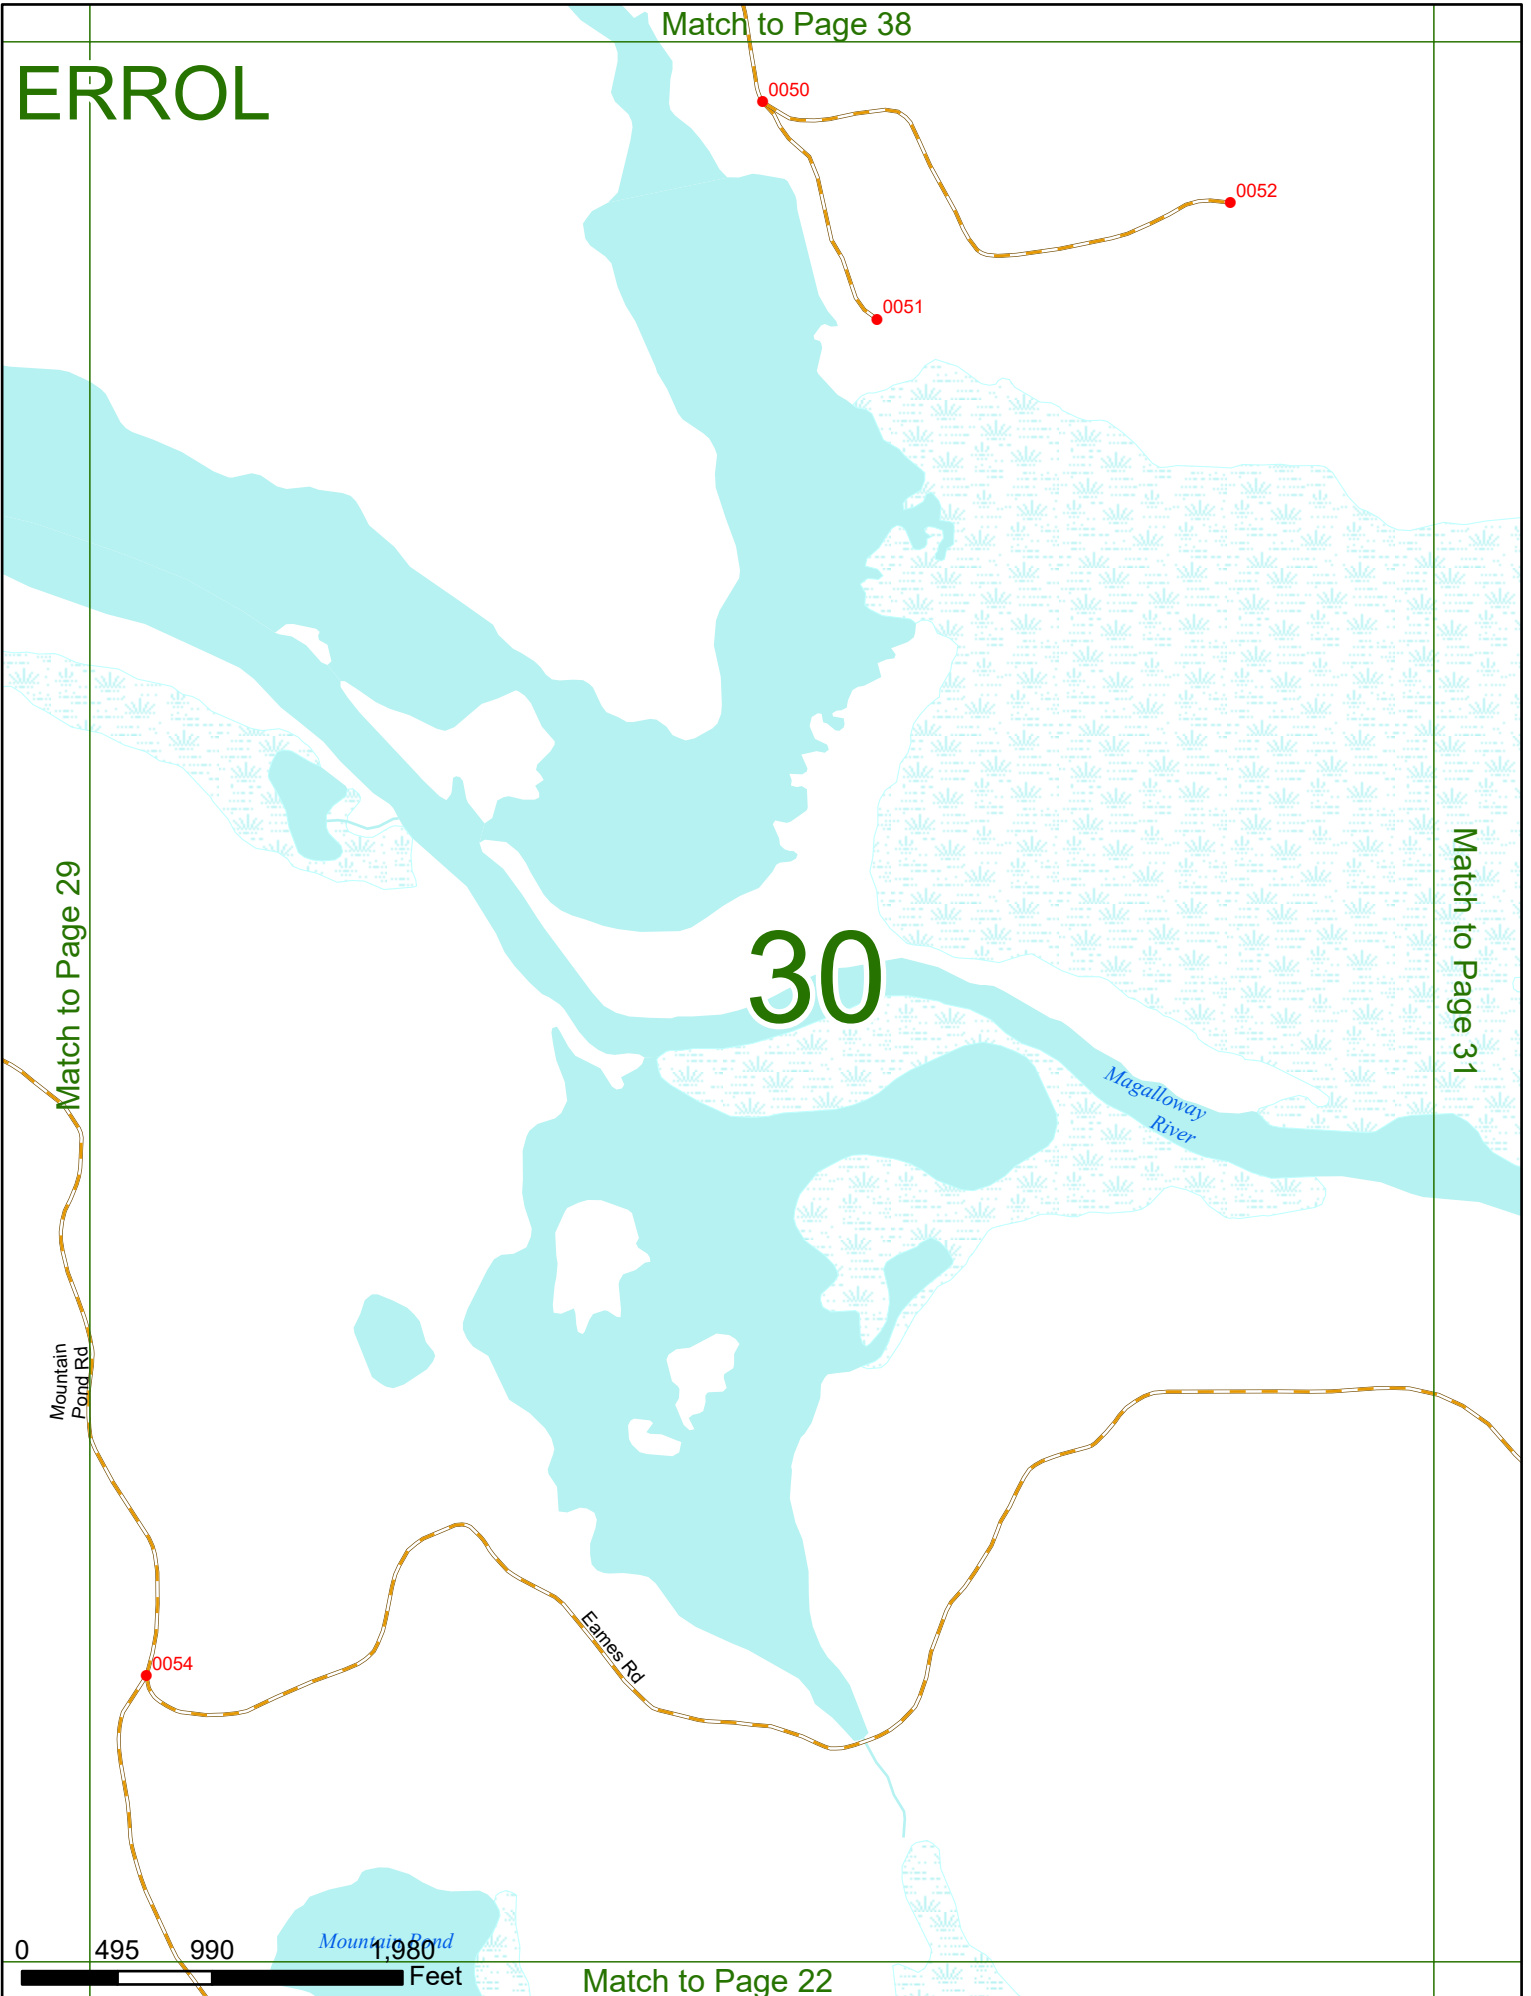 Match to Page 38
ERROL
0050
0052
0051
Match to Page 29
Match to Page 31
30
Magalloway
River
Mountain
Pond Rd
Eames Rd
0054
Mountain Pond
0 495 990 1,980
Feet
Match to Page 22